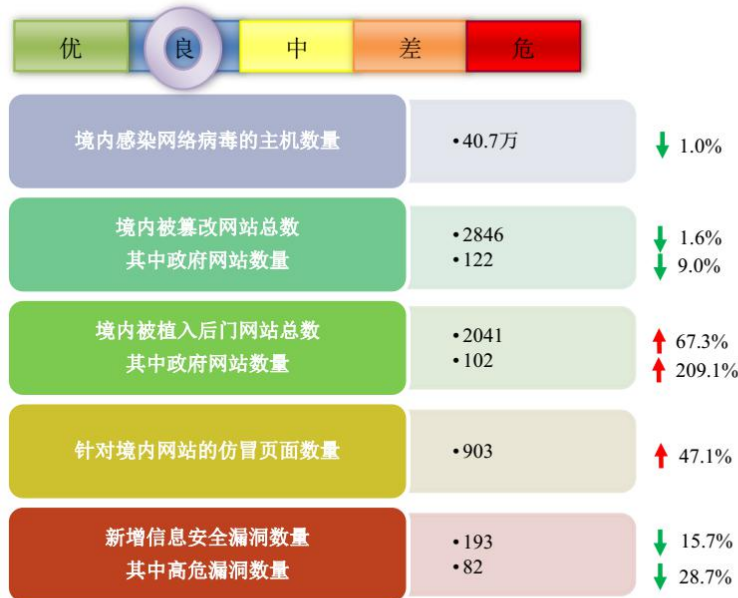 优 良 中 差 危
境内感染网络病毒的主机数量 •40.7万 ↓ 1.0%
境内被篡改网站总数 •2846 ↓ 1.6%
其中政府网站数量 •122 ↓ 9.0%
境内被植入后门网站总数 •2041 ↑ 67.3%
其中政府网站数量 •102 ↑ 209.1%
针对境内网站的仿冒页面数量 •903 ↑ 47.1%
新增信息安全漏洞数量 •193 ↓ 15.7%
其中高危漏洞数量 •82 ↓ 28.7%